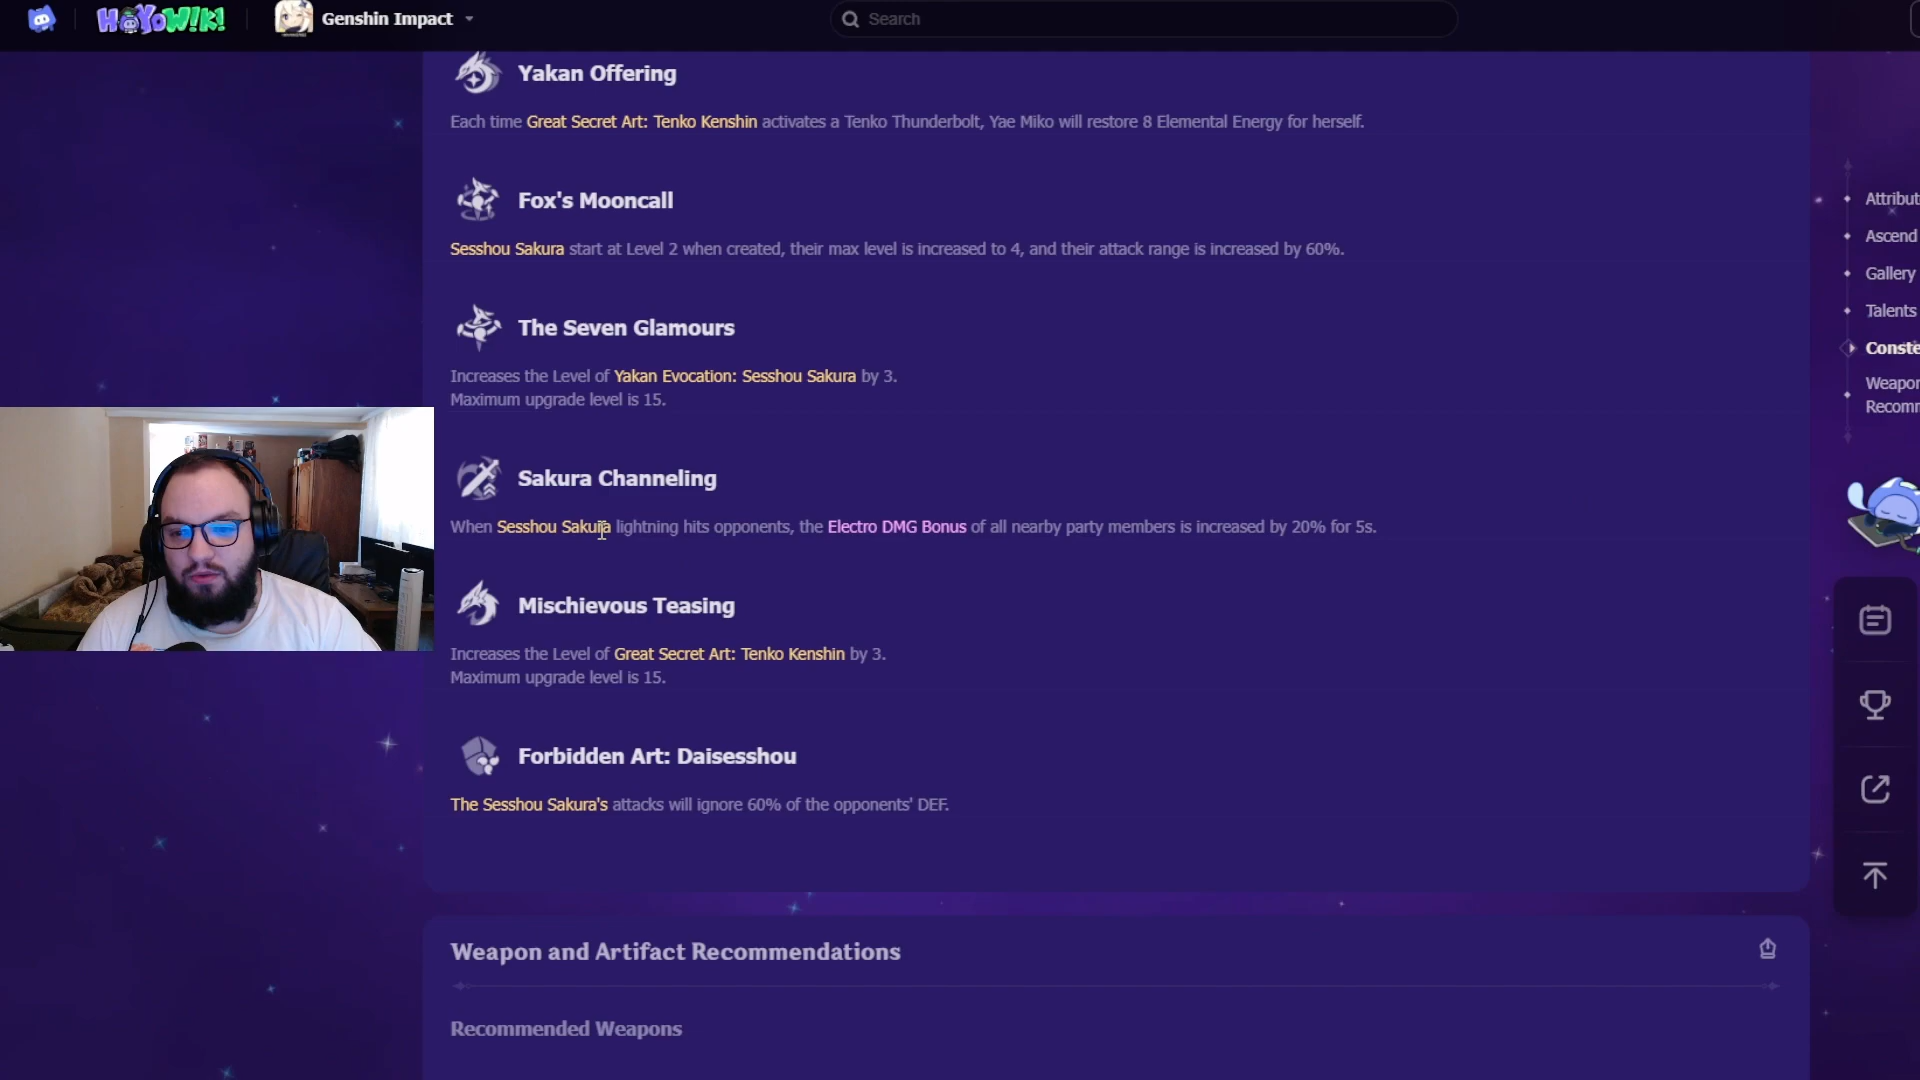 HoYoWiKi
Genshin Impact
Search
Yakan Offering
Each time Great Secret Art: Tenko Kenshin activates a Tenko Thunderbolt, Yae Miko will restore 8 Elemental Energy for herself.
Fox's Mooncall
Sesshou Sakura start at Level 2 when created, their max level is increased to 4, and their attack range is increased by 60%.
The Seven Glamours
Increases the Level of Yakan Evocation: Sesshou Sakura by 3.
Maximum upgrade level is 15.
Sakura Channeling
When Sesshou Sakura lightning hits opponents, the Electro DMG Bonus of all nearby party members is increased by 20% for 5s.
Mischievous Teasing
Increases the Level of Great Secret Art: Tenko Kenshin by 3.
Maximum upgrade level is 15.
Forbidden Art: Daisesshou
The Sesshou Sakura's attacks will ignore 60% of the opponents' DEF.
Weapon and Artifact Recommendations
Recommended Weapons
Attribut
Ascend
Gallery
Talents
Conste
Weapon
Recomm